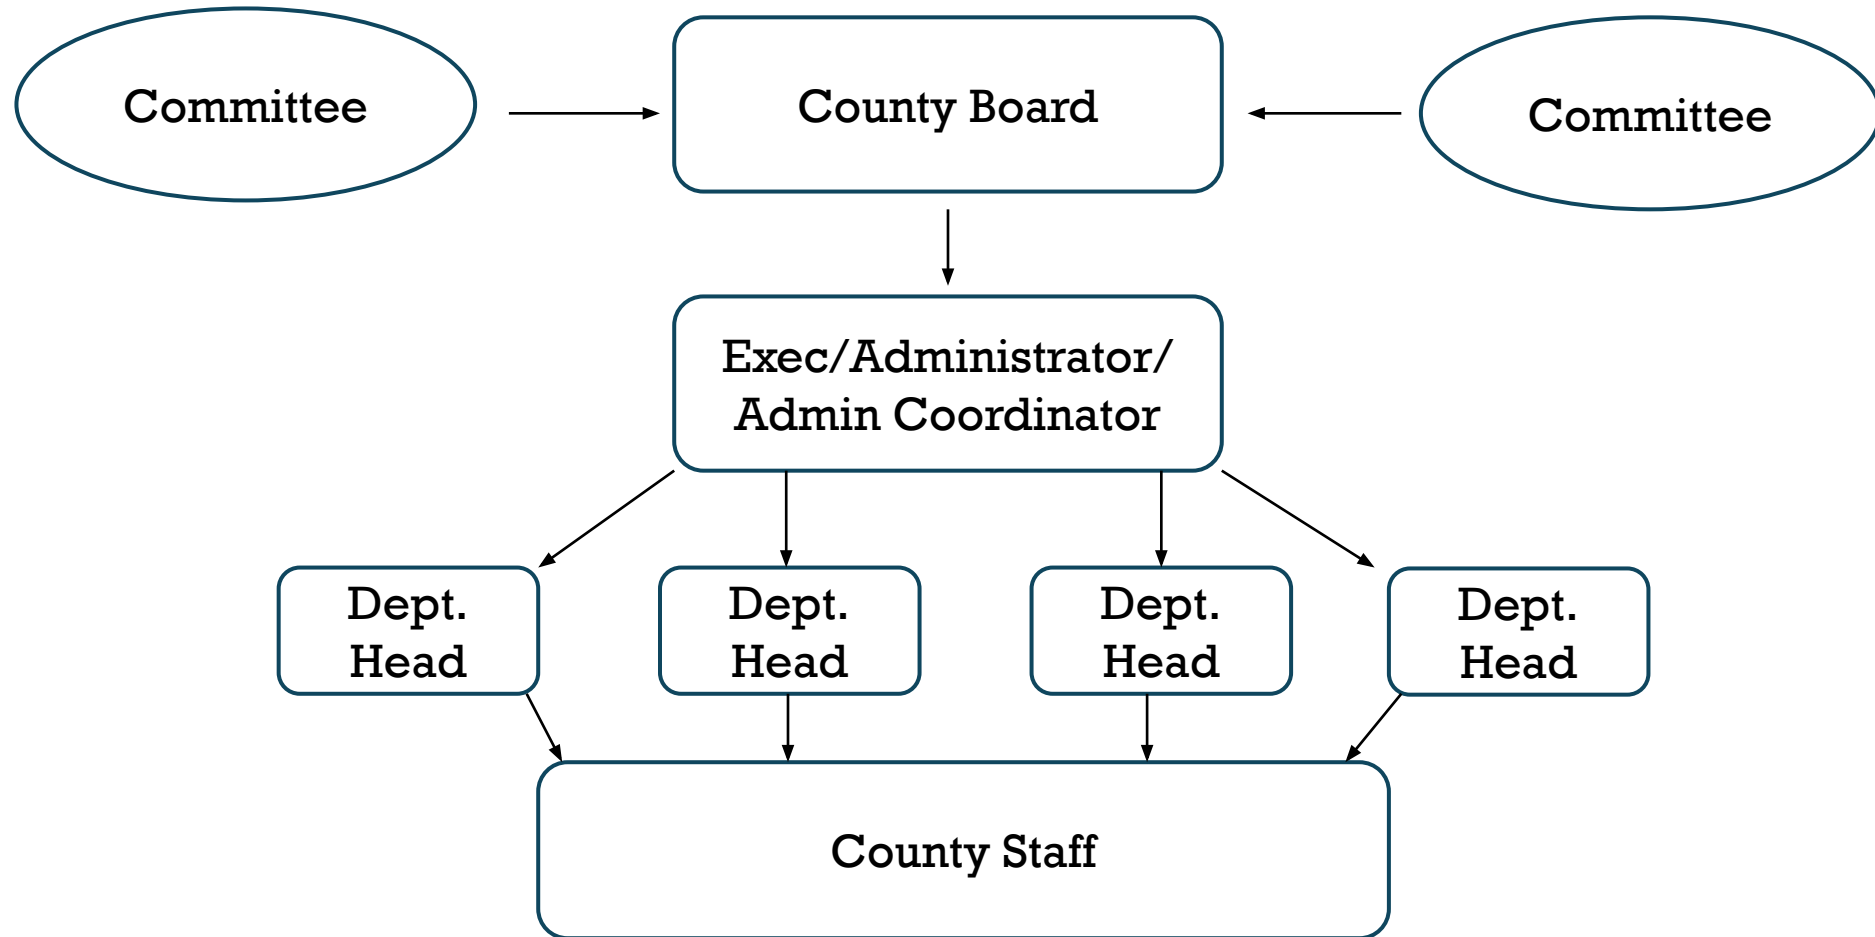 Committee
County Board
Committee
Exec/Administrator/
Admin Coordinator
Dept.
Head
Dept.
Head
Dept.
Head
Dept.
Head
County Staff